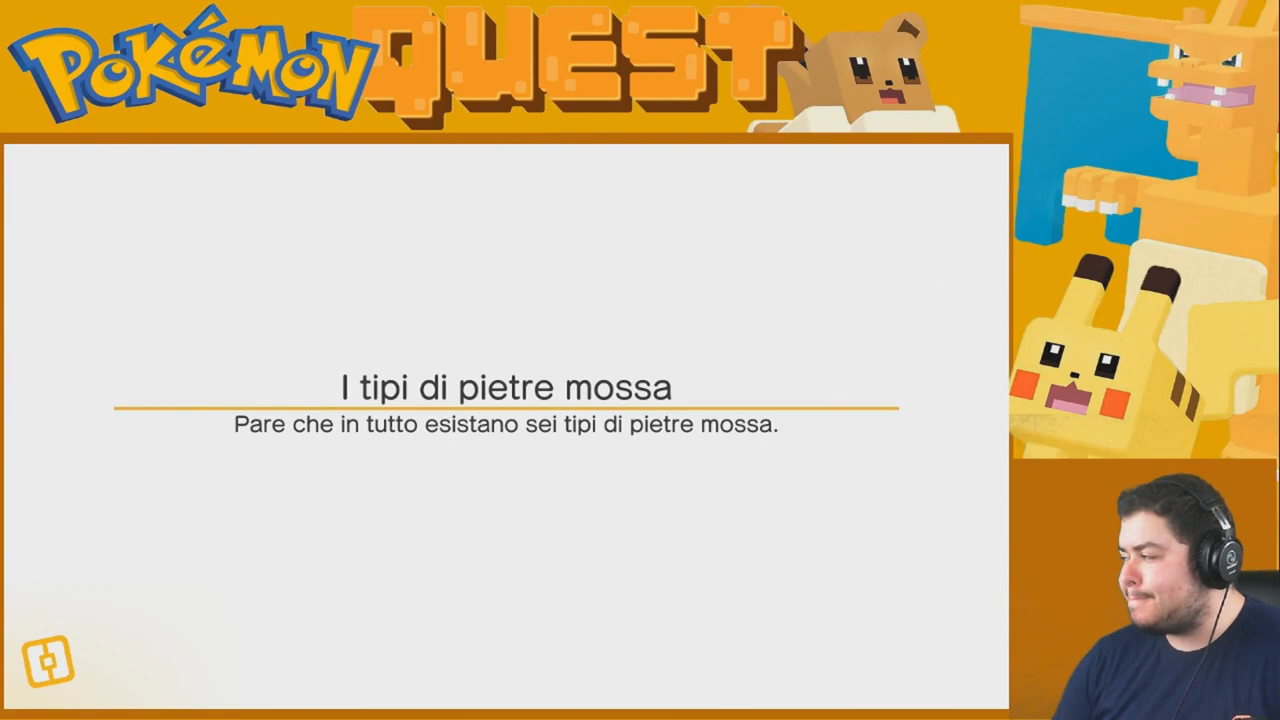 POKÉMON QUEST
I tipi di pietre mossa
Pare che in tutto esistano sei tipi di pietre mossa.